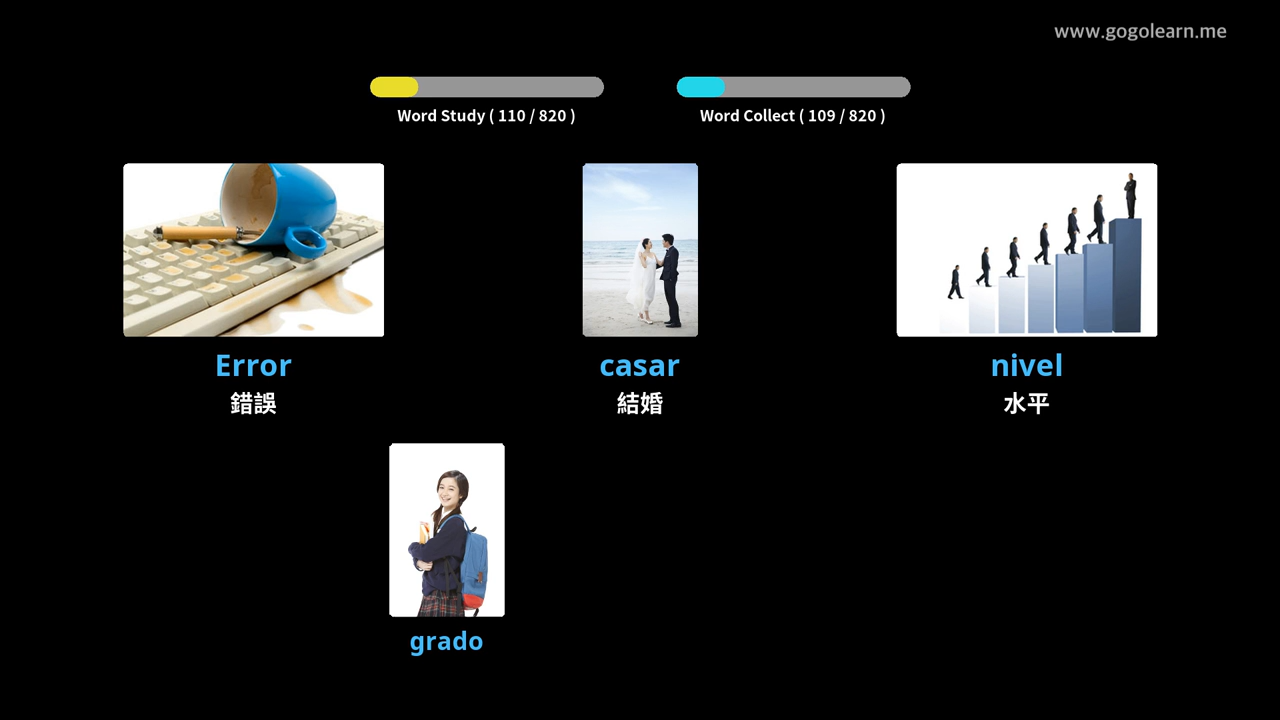 www.gogolearn.me
Word Study ( 110 / 820 )
Word Collect ( 109 / 820 )
Error
錯誤
casar
結婚
nivel
水平
grado